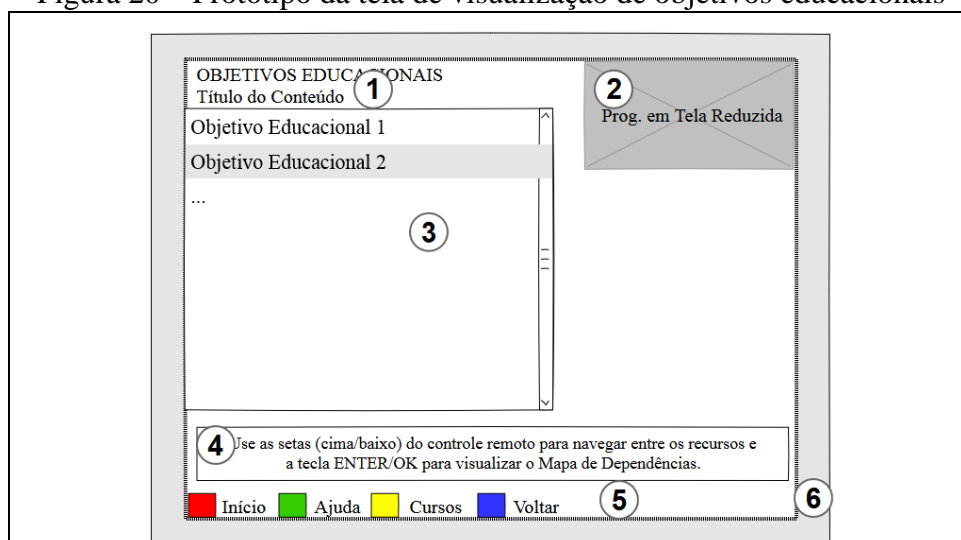 Figura 20 – Protótipo da tela de visualização de objetivos educacionais
OBJETIVOS EDUCACIONAIS
Título do Conteúdo
1
2
Prog. em Tela Reduzida
Objetivo Educacional 1
Objetivo Educacional 2
...
3
4
Use as setas (cima/baixo) do controle remoto para navegar entre os recursos e
a tecla ENTER/OK para visualizar o Mapa de Dependências.
Início Ajuda Cursos Voltar
5
6